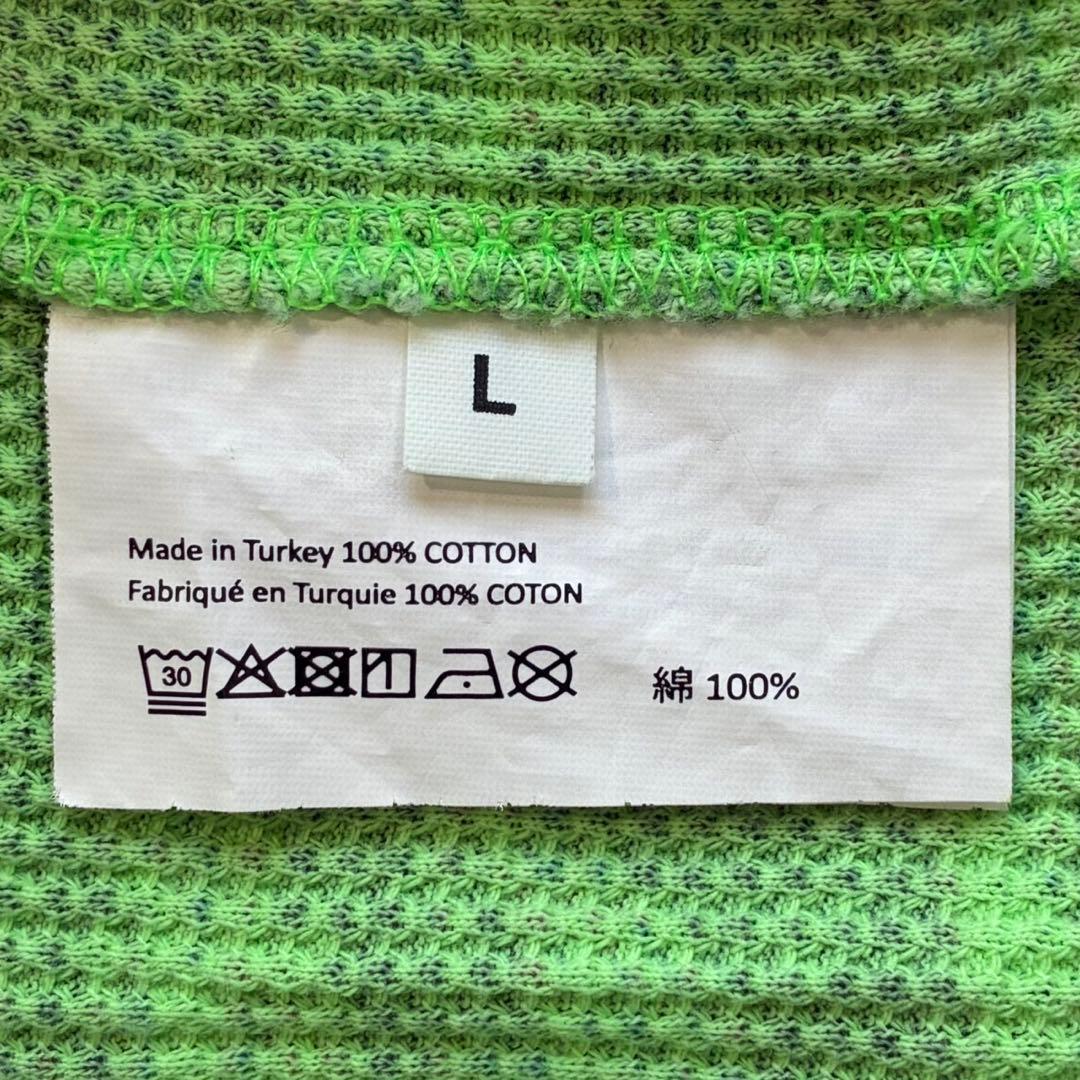 L
Made in Turkey 100% COTTON
Fabriqué en Turquie 100% COTON
30
綿 100%